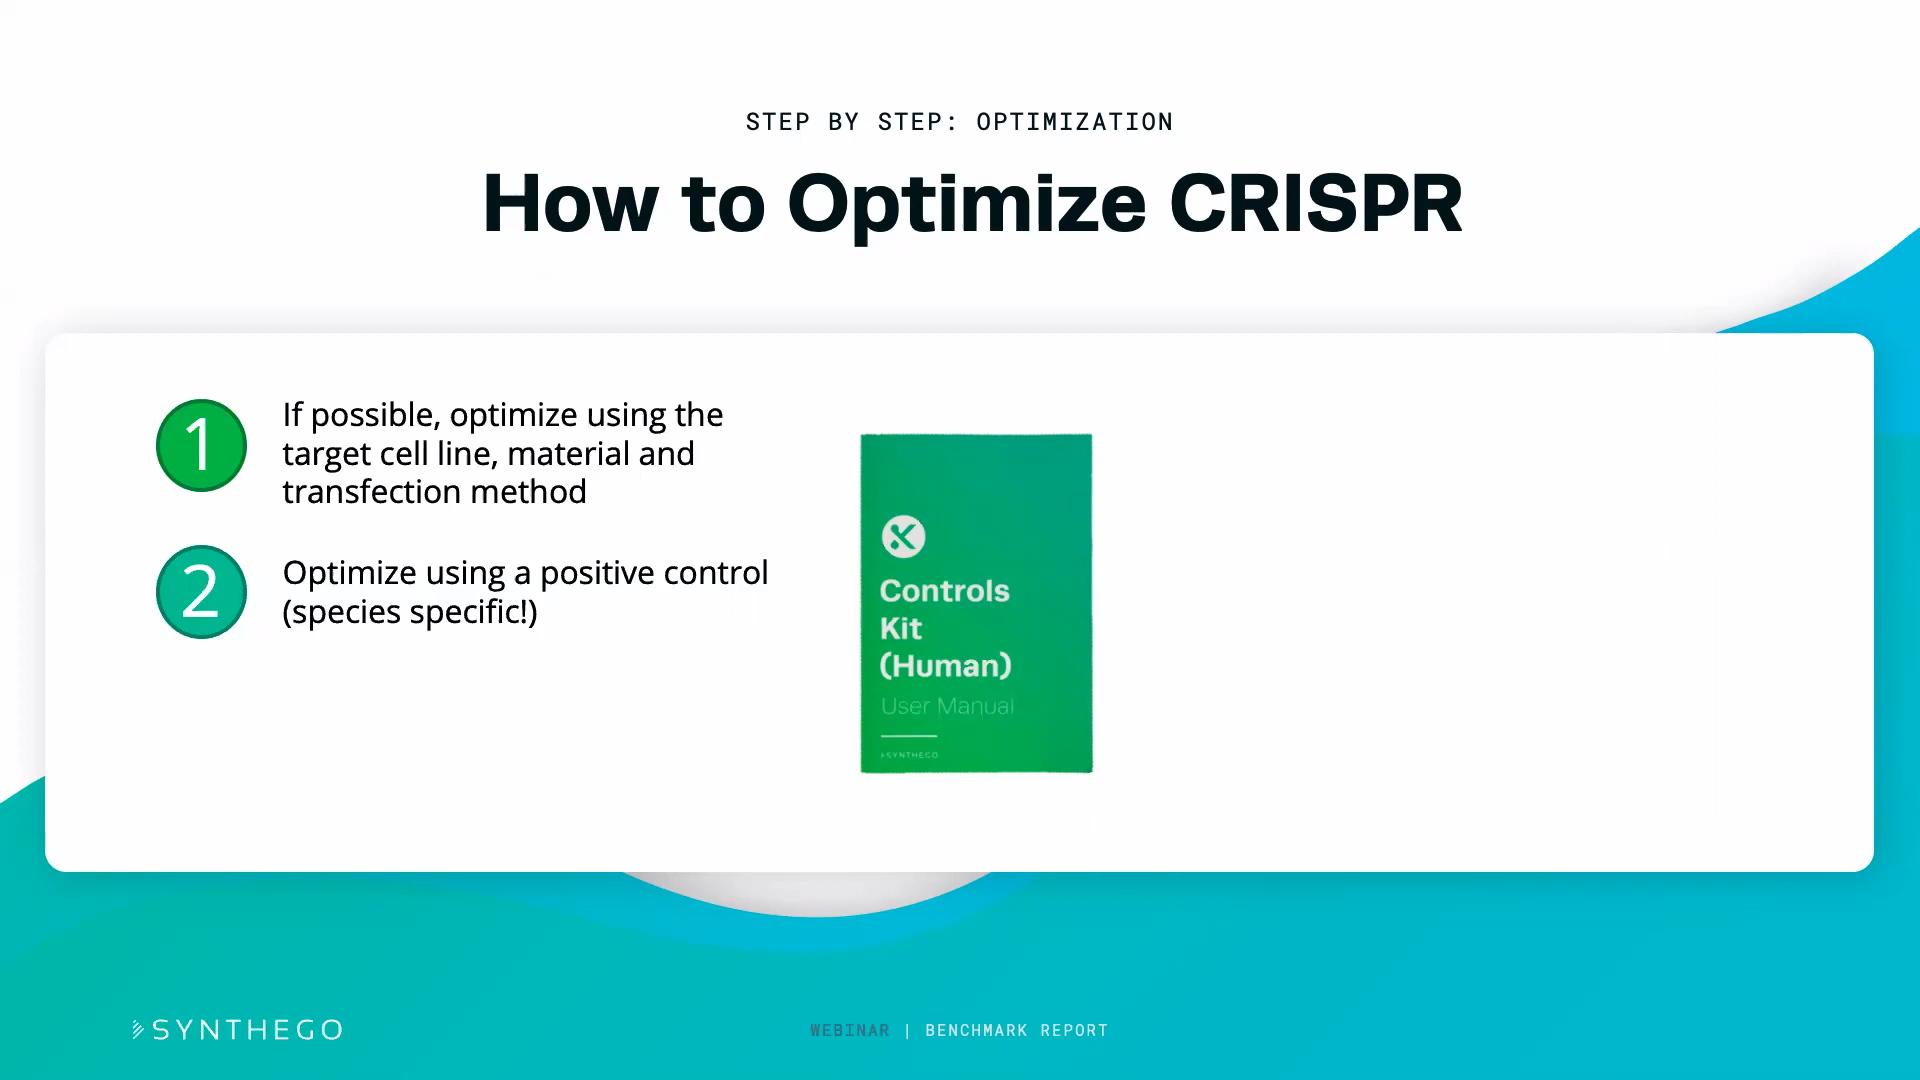 STEP BY STEP: OPTIMIZATION
How to Optimize CRISPR
1
If possible, optimize using the
target cell line, material and
transfection method
2
Optimize using a positive control
(species specific!)
Controls
Kit
(Human)
User Manual
SYNTHEGO
SYNTHEGO
WEBINAR | BENCHMARK REPORT